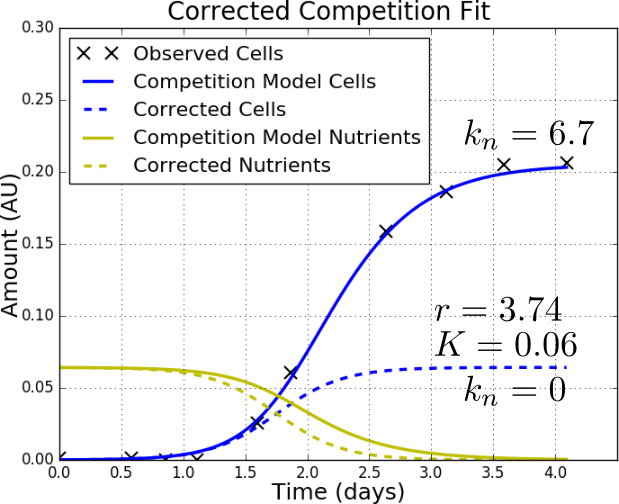 Corrected Competition Fit
0.30
0.25
0.20
0.15
0.10
0.05
0.00
Amount (AU)
Observed Cells
Competition Model Cells
Corrected Cells
Competition Model Nutrients
Corrected Nutrients
k_n = 6.7
r = 3.74
K = 0.06
k_n = 0
0.0 0.5 1.0 1.5 2.0 2.5 3.0 3.5 4.0
Time (days)